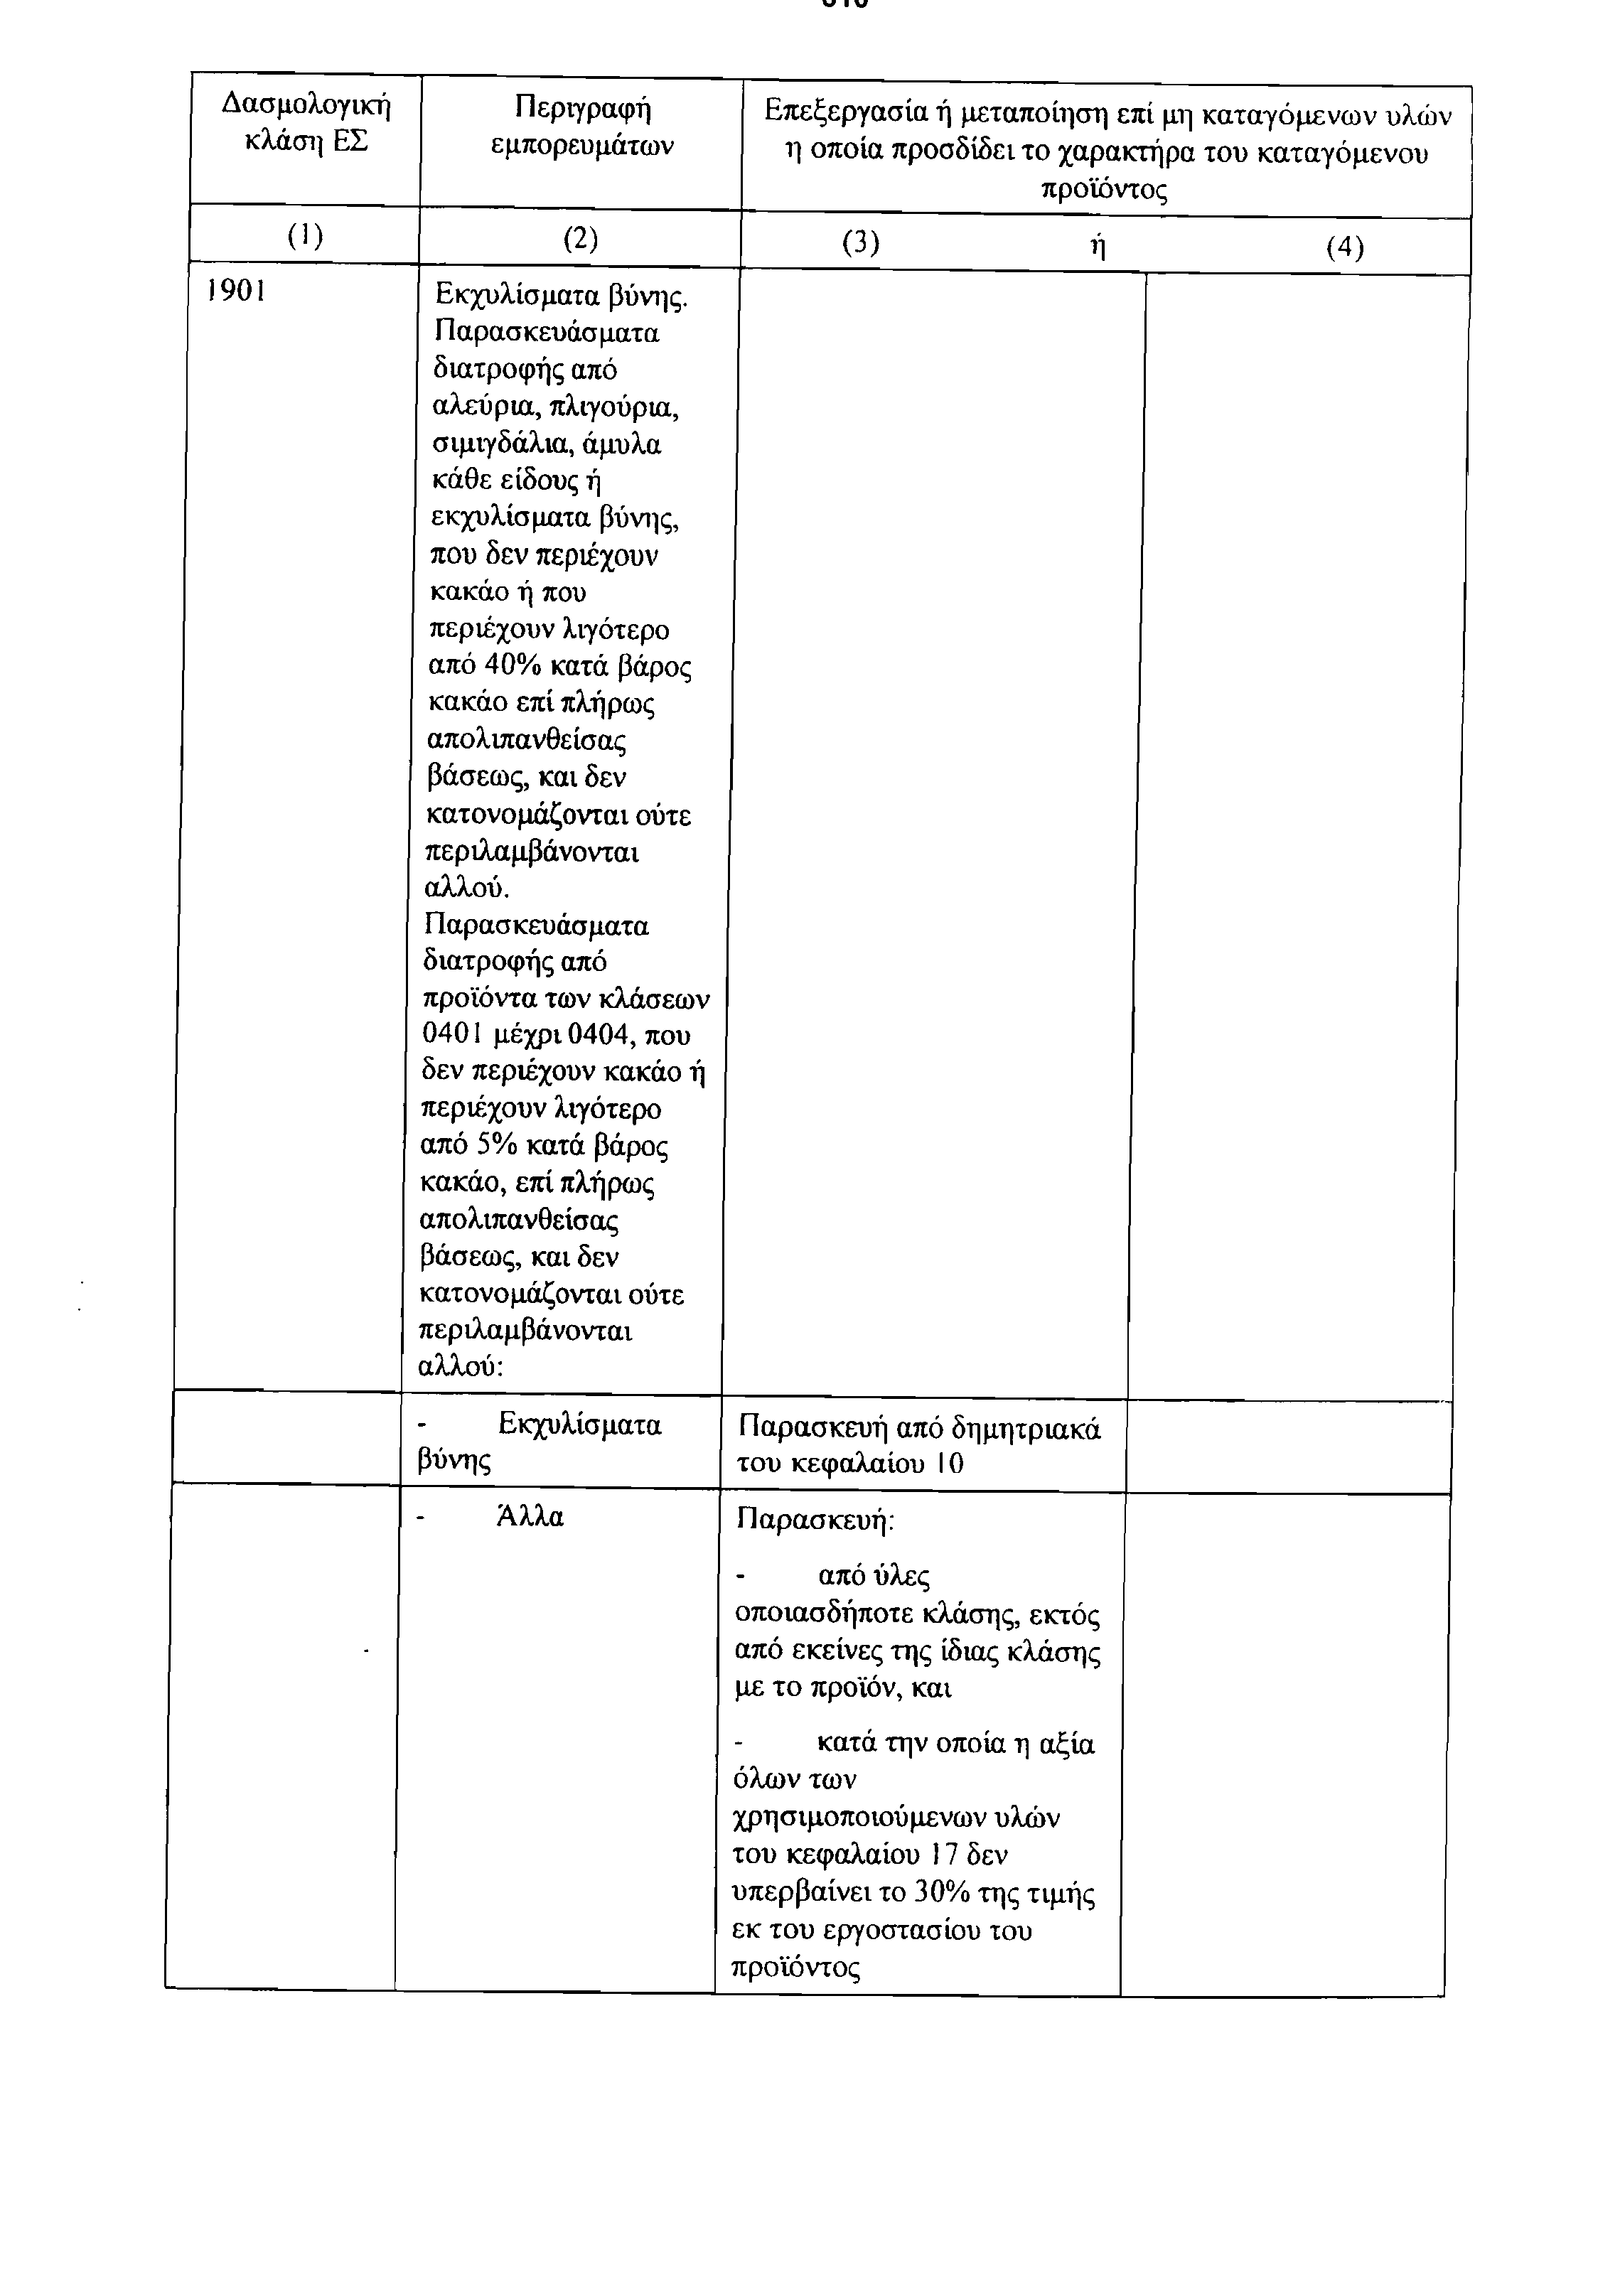 Δασμολογική
κλάση ΕΣ
Περιγραφή
εμπορευμάτων
Επεξεργασία ή μεταποίηση επί μη καταγόμενων υλών
η οποία προσδίδει το χαρακτήρα του καταγόμενου
προϊόντος
(1)
(2)
(3) ή (4)
1901
Εκχυλίσματα βύνης.
Παρασκευάσματα
διατροφής από
αλεύρια, πλιγούρια,
σιμιγδάλια, άμυλα
κάθε είδους ή
εκχυλίσματα βύνης,
που δεν περιέχουν
κακάο ή που
περιέχουν λιγότερο
από 40% κατά βάρος
κακάο επί πλήρως
απολιπανθείσας
βάσεως, και δεν
κατονομάζονται ούτε
περιλαμβάνονται
αλλού.
Παρασκευάσματα
διατροφής από
προϊόντα των κλάσεων
0401 μέχρι 0404, που
δεν περιέχουν κακάο ή
περιέχουν λιγότερο
από 5% κατά βάρος
κακάο, επί πλήρως
απολιπανθείσας
βάσεως, και δεν
κατονομάζονται ούτε
περιλαμβάνονται
αλλού:
- Εκχυλίσματα
βύνης
Παρασκευή από δημητριακά
του κεφαλαίου 10
- Άλλα
Παρασκευή:
- από ύλες
οποιασδήποτε κλάσης, εκτός
από εκείνες της ίδιας κλάσης
με το προϊόν, και
- κατά την οποία η αξία
όλων των
χρησιμοποιούμενων υλών
του κεφαλαίου 17 δεν
υπερβαίνει το 30% της τιμής
εκ του εργοστασίου του
προϊόντος